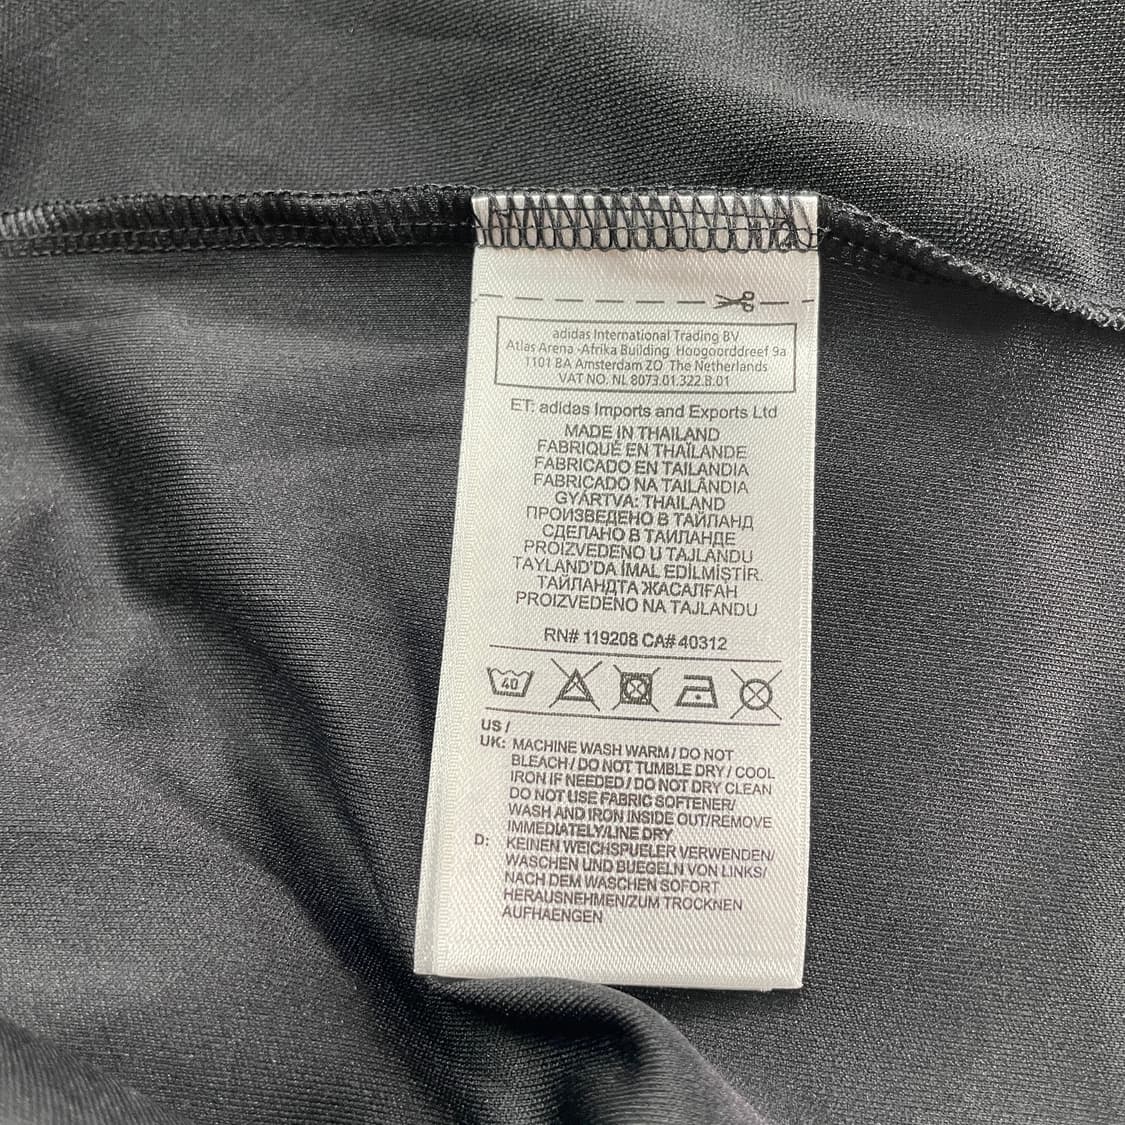 adidas International Trading BV
Atlas Arena -Afrika Building Hoogoorddreef 9a
1101 BA Amsterdam ZO The Netherlands
VAT NO. NL 8073.01.322.B.01
ET: adidas Imports and Exports Ltd
MADE IN THAILAND
FABRIQUÉ EN THAÏLANDE
FABRICADO EN TAILANDIA
FABRICADO NA TAILÂNDIA
GYÁRTVA: THAILAND
ПРОИЗВЕДЕНО В ТАЙЛАНД
СДЕЛАНО В ТАИЛАНДЕ
PROIZVEDENO U TAJLANDU
TAYLAND'DA İMAL EDİLMİŞTİR.
ТАЙЛАНДТА ЖАСАЛҒАН
PROIZVEDENO NA TAJLANDU
RN# 119208 CA# 40312
40
US /
UK: MACHINE WASH WARM / DO NOT
BLEACH / DO NOT TUMBLE DRY / COOL
IRON IF NEEDED / DO NOT DRY CLEAN
DO NOT USE FABRIC SOFTENER/
WASH AND IRON INSIDE OUT/REMOVE
IMMEDIATELY/LINE DRY
D: KEINEN WEICHSPUELER VERWENDEN/
WASCHEN UND BUEGELN VON LINKS/
NACH DEM WASCHEN SOFORT
HERAUSNEHMEN/ZUM TROCKNEN
AUFHAENGEN